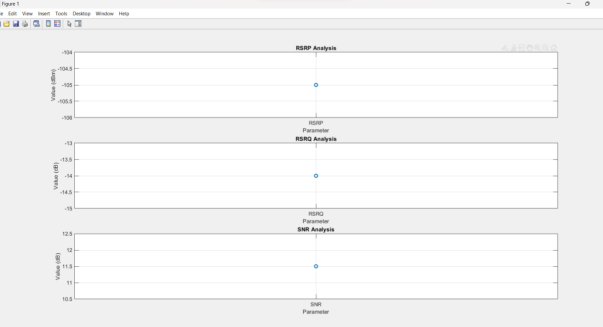 Figure 1
Edit View Insert Tools Desktop Window Help
RSRP Analysis
-104
-104.5
-105
-105.5
-106
Value (dBm)
RSRP
Parameter
RSRQ Analysis
-13
-13.5
-14
-14.5
-15
Value (dB)
RSRQ
Parameter
SNR Analysis
12.5
12
11.5
11
10.5
Value (dB)
SNR
Parameter